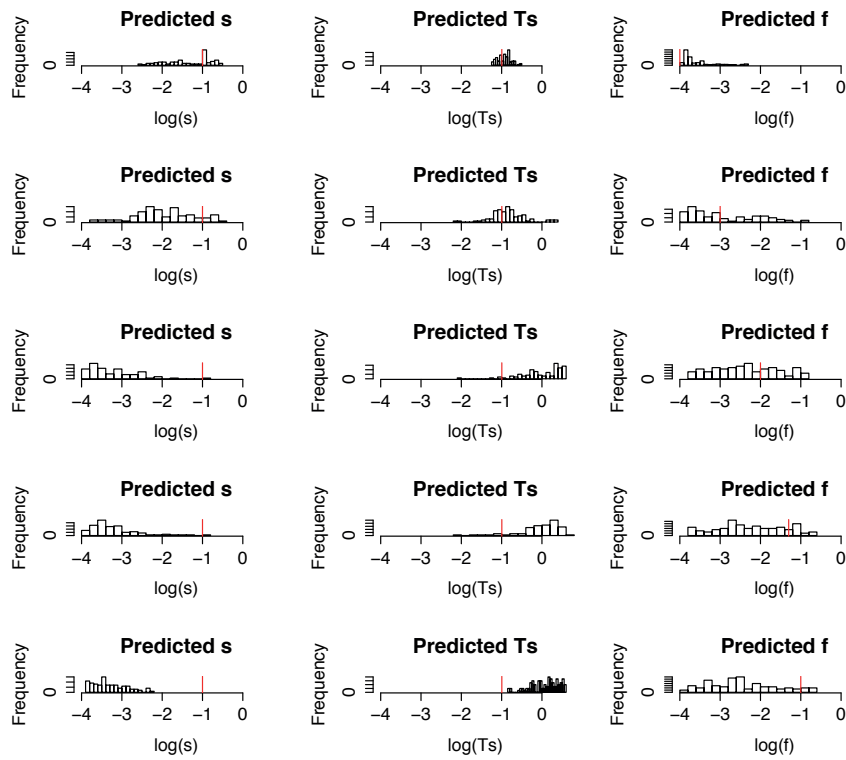 Predicted s Predicted Ts Predicted f
Frequency Frequency Frequency
0 0 0
−4 −3 −2 −1 0 −4 −3 −2 −1 0 −4 −3 −2 −1 0
log(s) log(Ts) log(f)
Predicted s Predicted Ts Predicted f
Frequency Frequency Frequency
0 0 0
−4 −3 −2 −1 0 −4 −3 −2 −1 0 −4 −3 −2 −1 0
log(s) log(Ts) log(f)
Predicted s Predicted Ts Predicted f
Frequency Frequency Frequency
0 0 0
−4 −3 −2 −1 0 −4 −3 −2 −1 0 −4 −3 −2 −1 0
log(s) log(Ts) log(f)
Predicted s Predicted Ts Predicted f
Frequency Frequency Frequency
0 0 0
−4 −3 −2 −1 0 −4 −3 −2 −1 0 −4 −3 −2 −1 0
log(s) log(Ts) log(f)
Predicted s Predicted Ts Predicted f
Frequency Frequency Frequency
0 0 0
−4 −3 −2 −1 0 −4 −3 −2 −1 0 −4 −3 −2 −1 0
log(s) log(Ts) log(f)